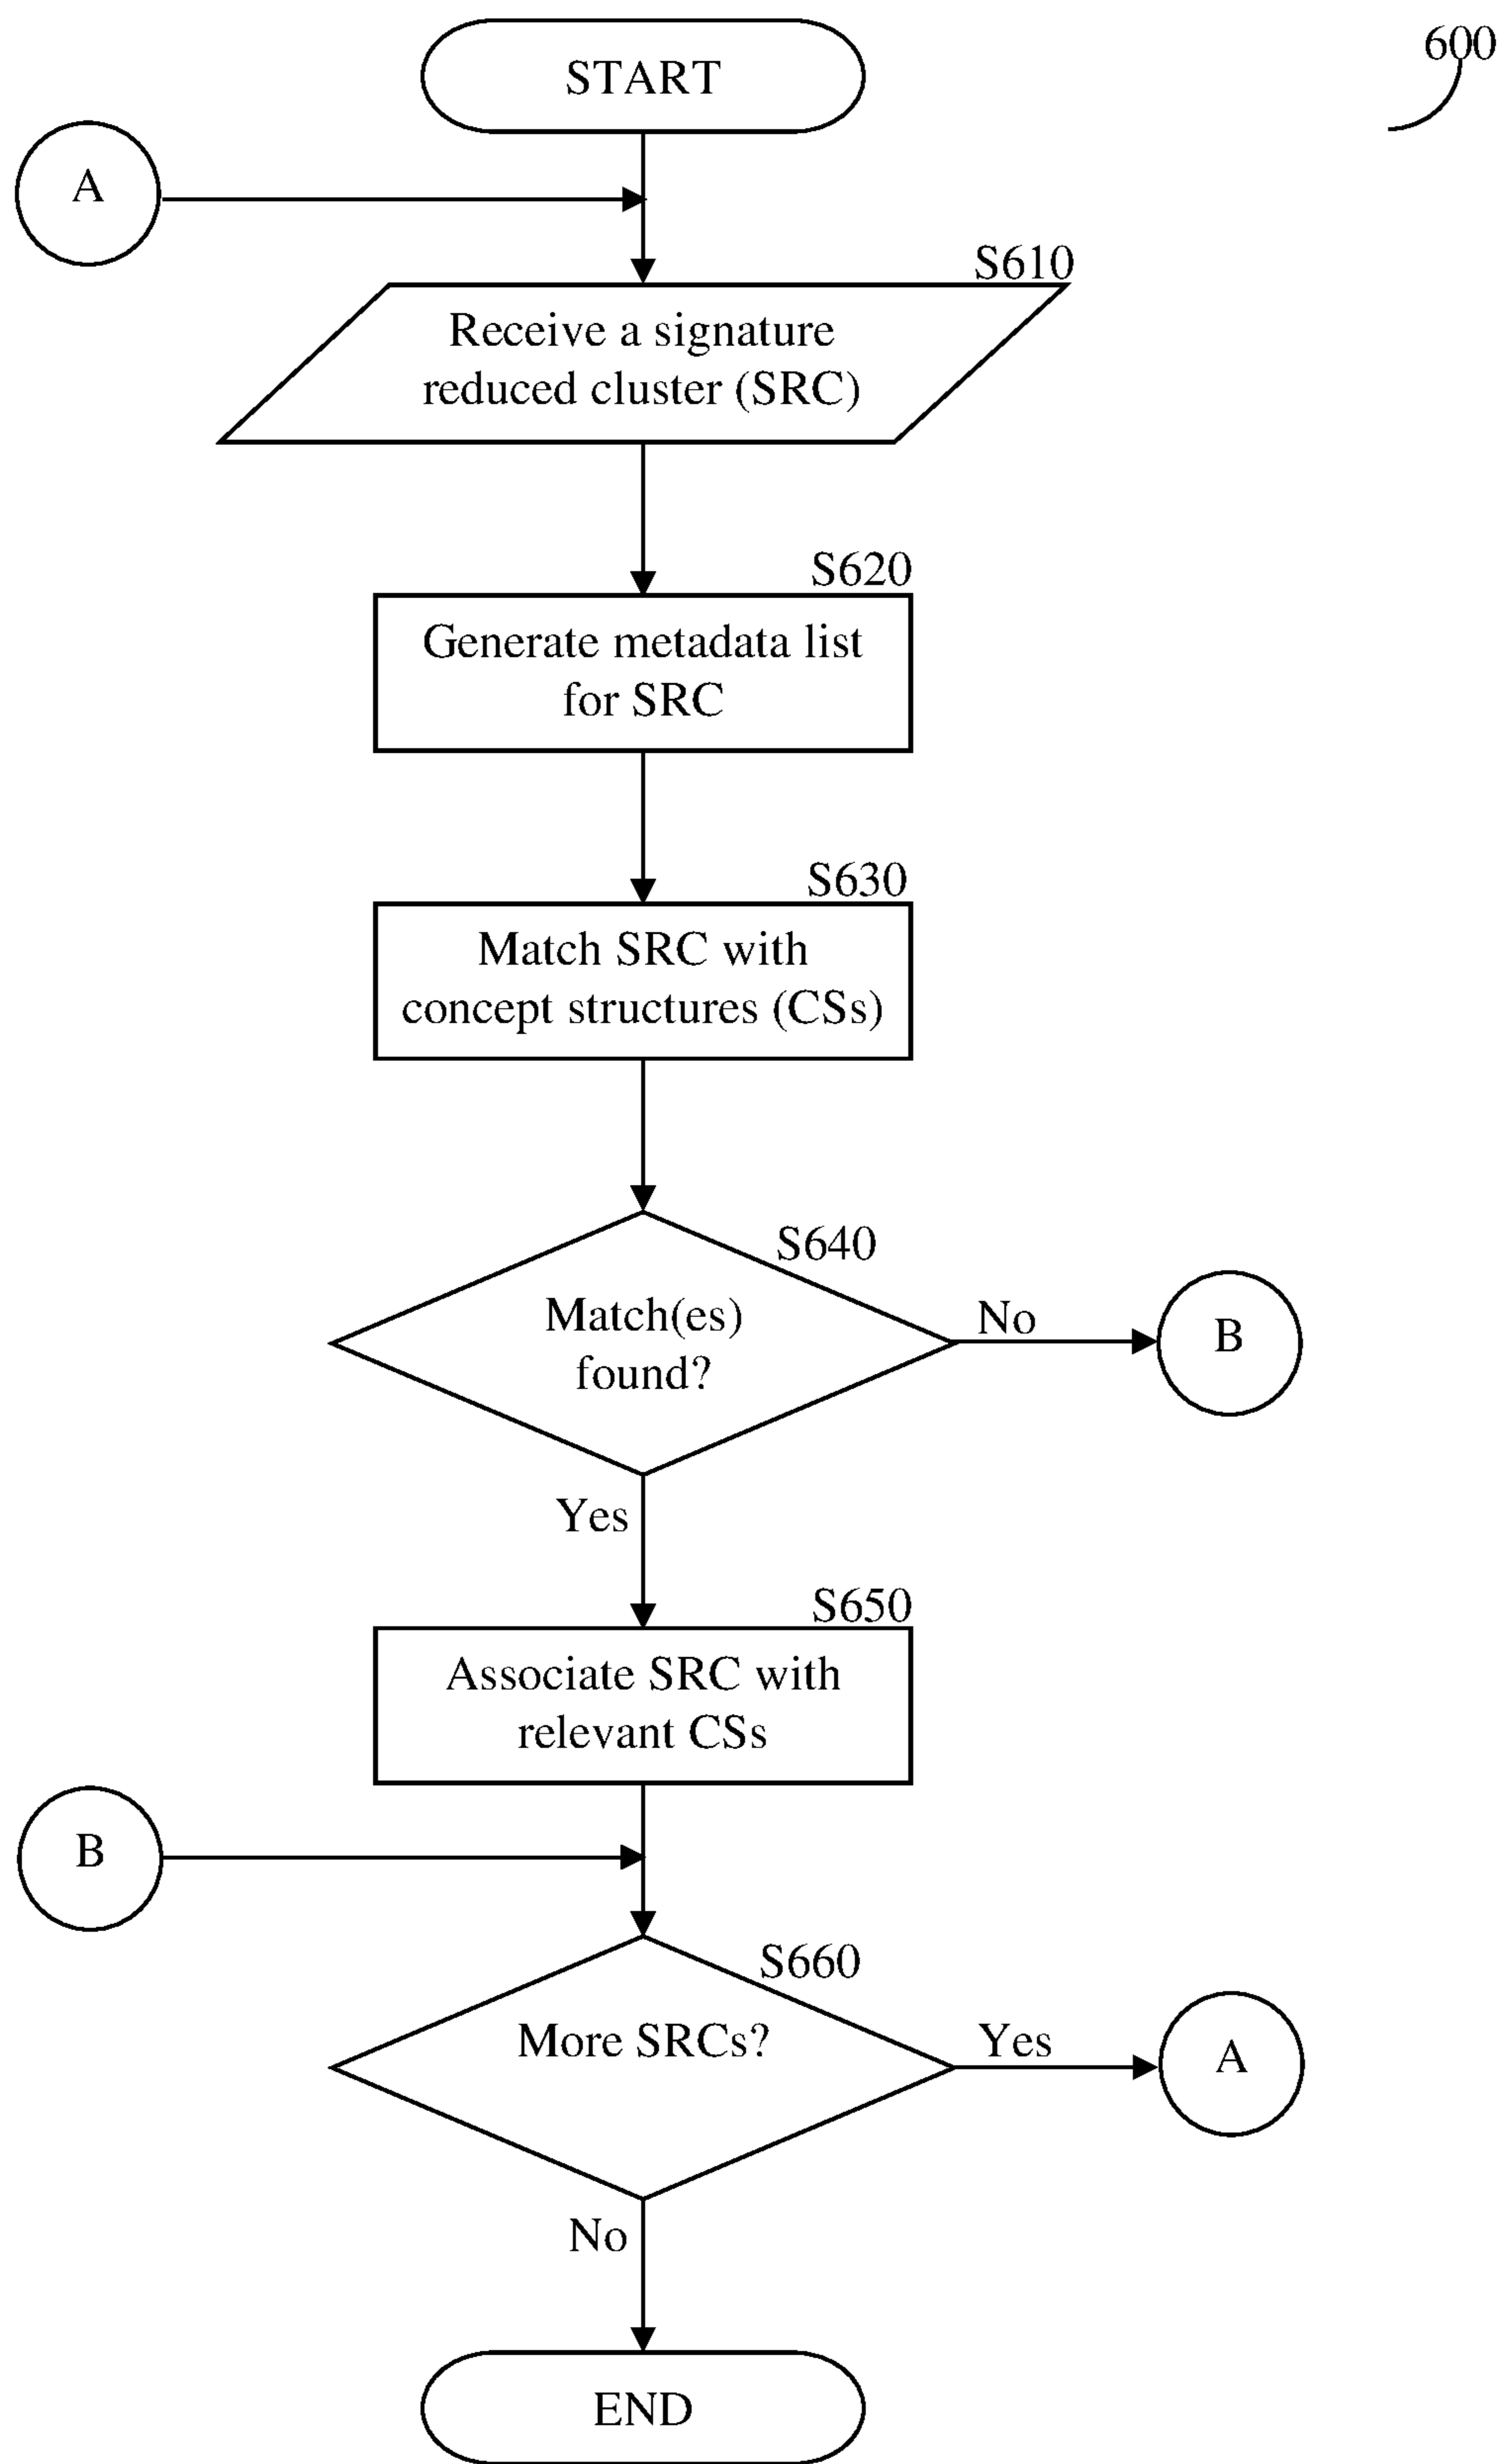 600
START
A
S610
Receive a signature
reduced cluster (SRC)
S620
Generate metadata list
for SRC
S630
Match SRC with
concept structures (CSs)
S640
Match(es)
found?
No
B
Yes
S650
Associate SRC with
relevant CSs
B
S660
More SRCs?
Yes
A
No
END